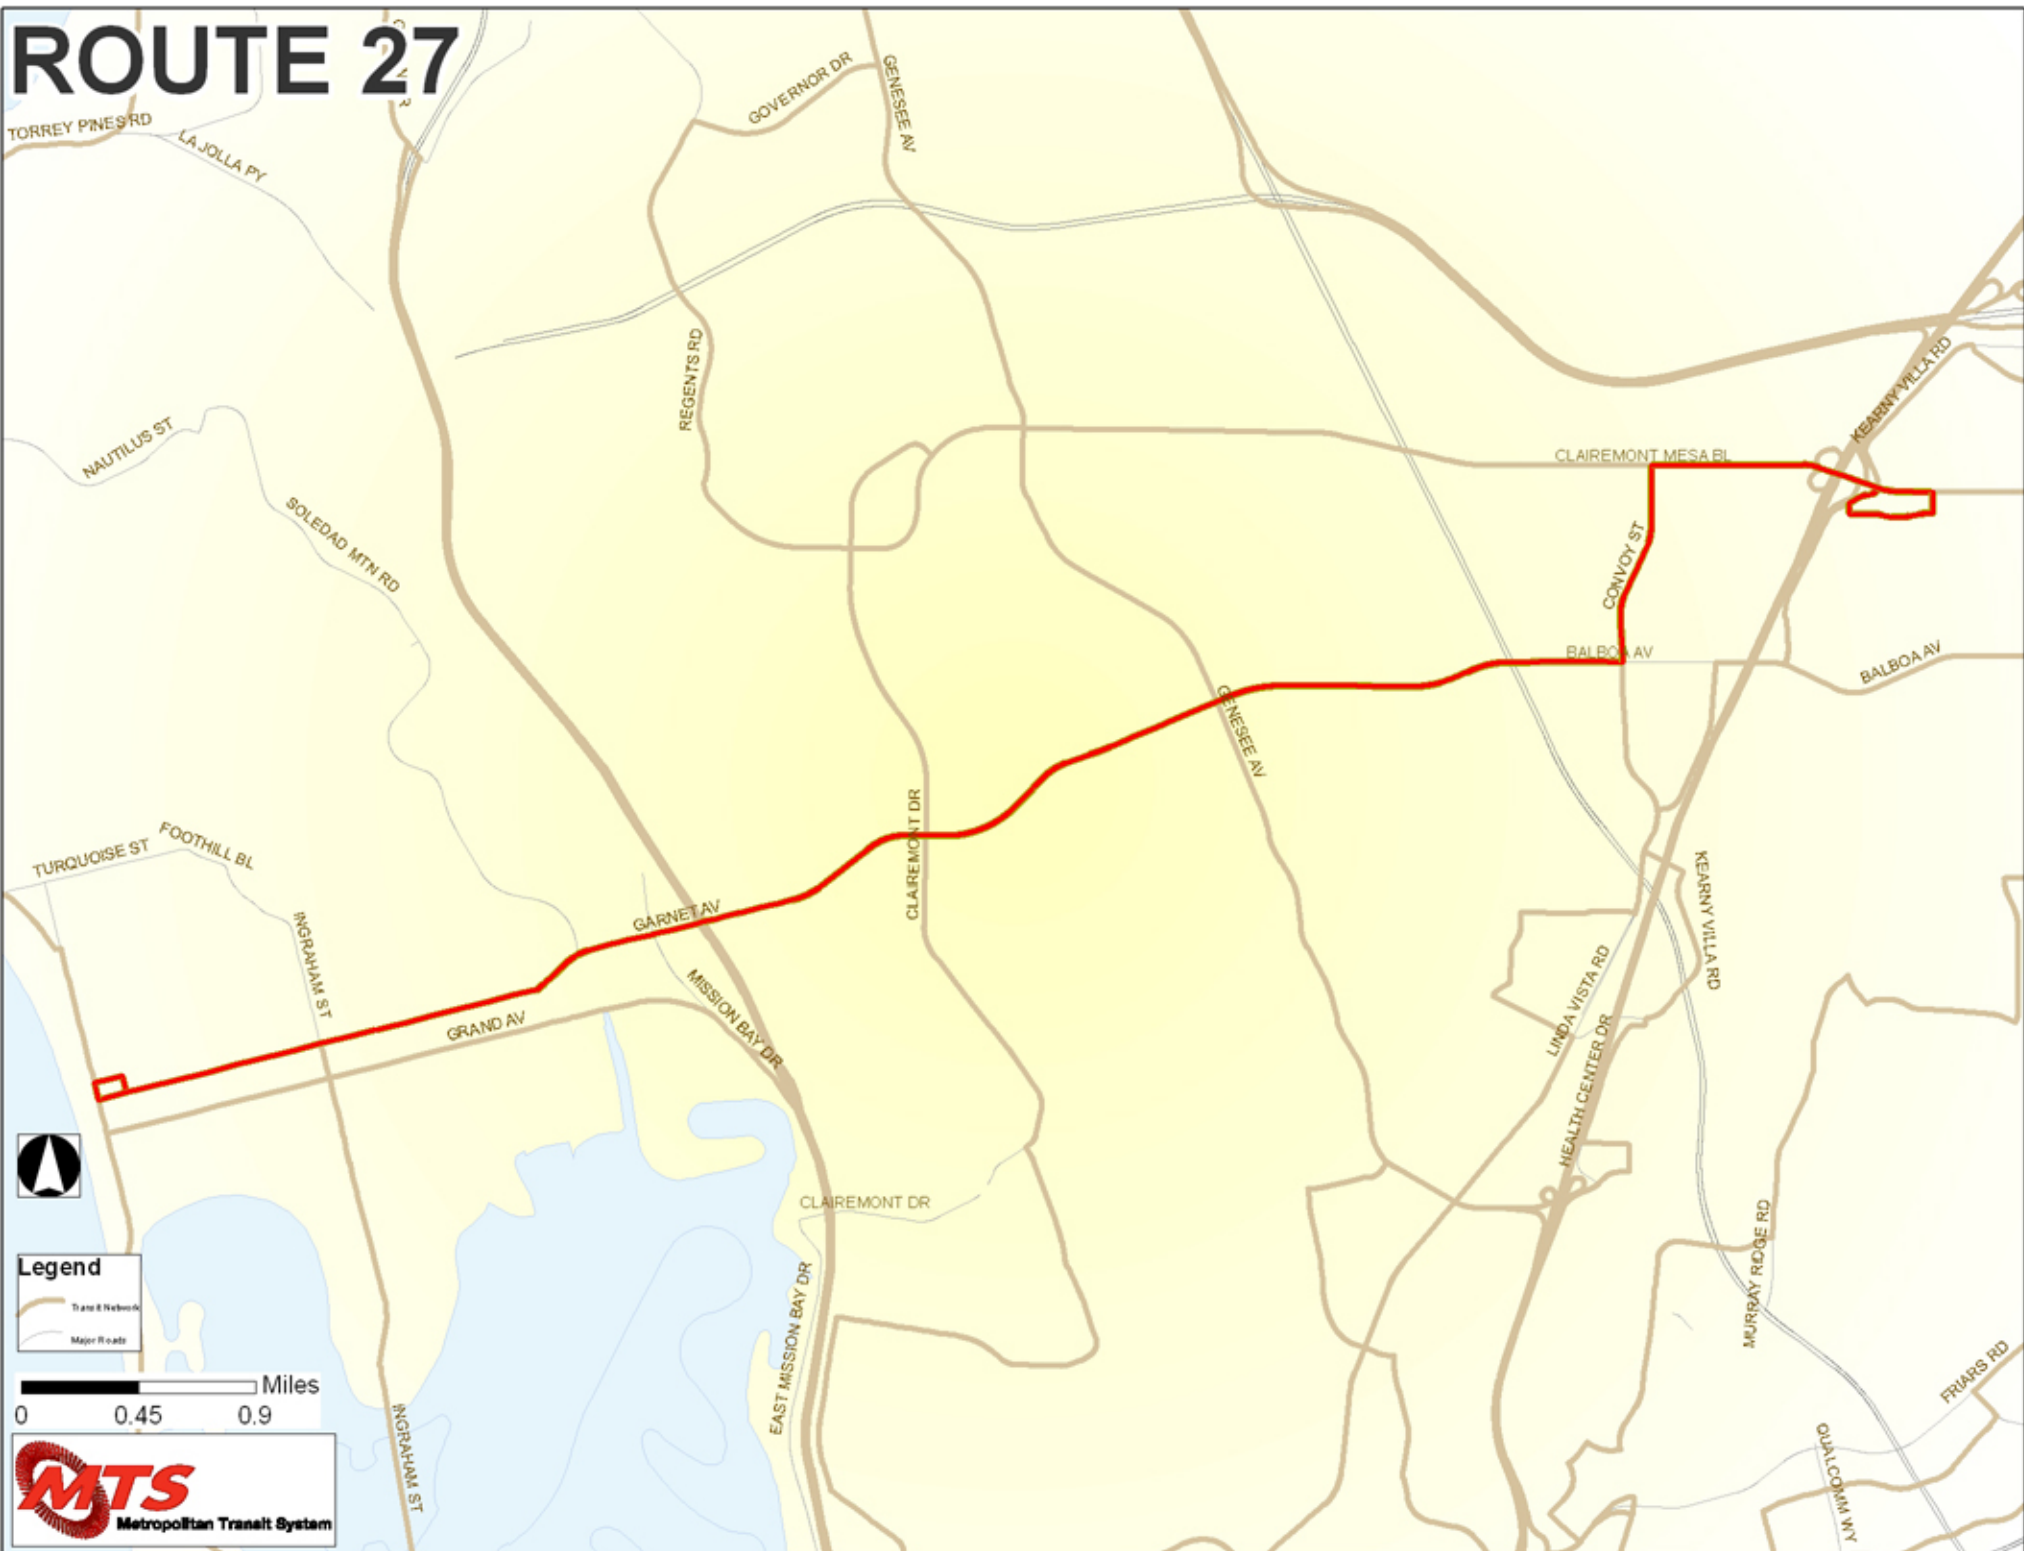 ROUTE 27
TORREY PINES RD
LA JOLLA PY
GOVERNOR DR
GENESEE AV
REGENTS RD
NAUTILUS ST
SOLEDAD MTN RD
KEARNY VILLA RD
CLAIREMONT MESA BL
CONVOY ST
BALBOA AV
BALBOA AV
GENESEE AV
CLAIREMONT DR
TURQUOISE ST
FOOTHILL BL
INGRAHAM ST
GARNET AV
GRAND AV
MISSION BAY DR
KEARNY VILLA RD
LINDA VISTA RD
HEALTH CENTER DR
CLAIREMONT DR
EAST MISSION BAY DR
MURRAY RIDGE RD
FRIARS RD
QUALCOMM WY
INGRAHAM ST
Legend
Transit Network
Major Roads
Miles
0 0.45 0.9
MTS
Metropolitan Transit System